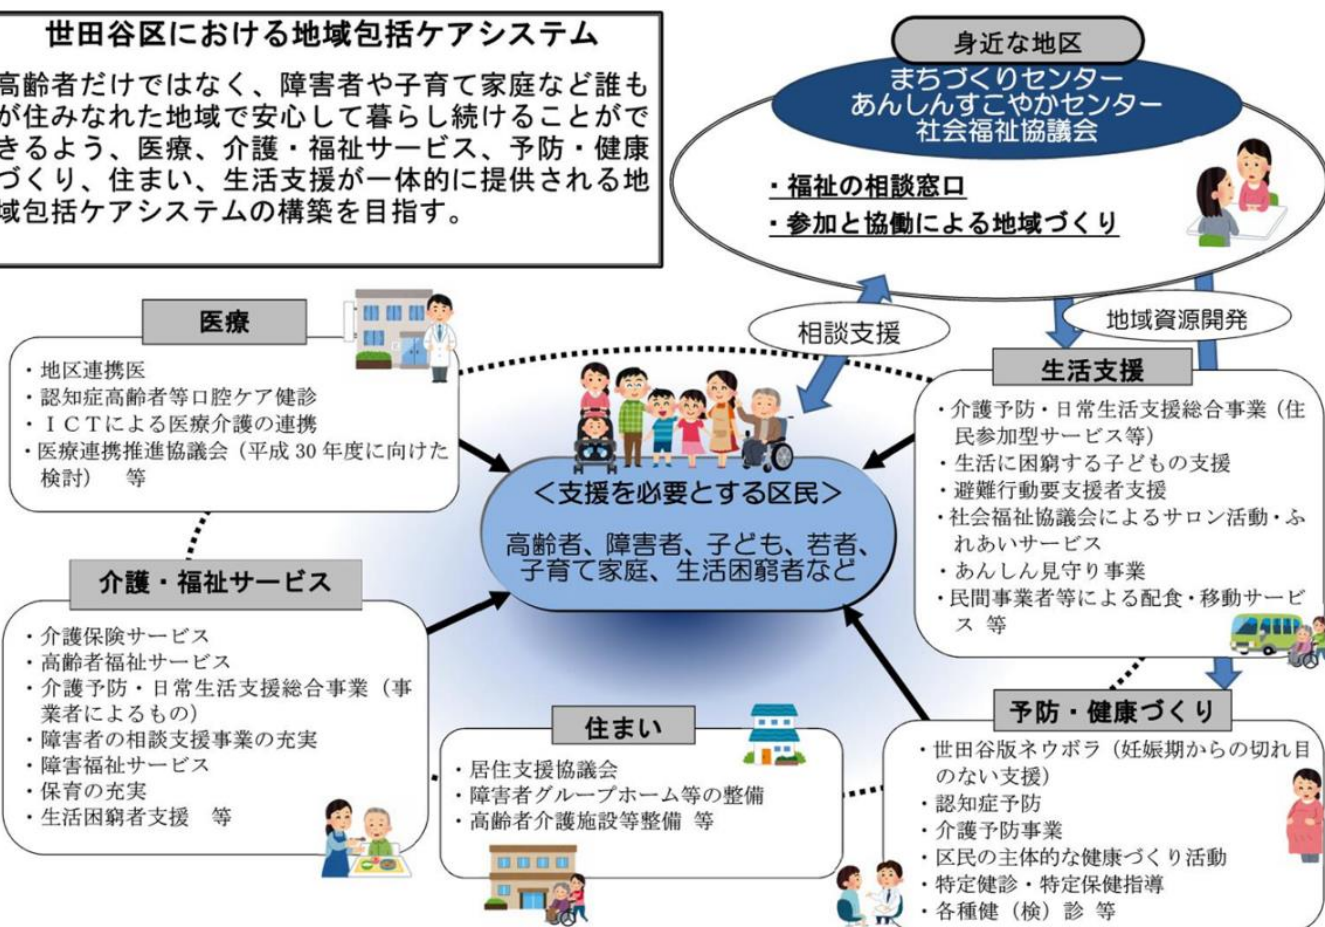 世田谷区における地域包括ケアシステム
高齢者だけではなく、障害者や子育て家庭など誰も
が住みなれた地域で安心して暮らし続けることがで
きるよう、医療、介護・福祉サービス、予防・健康
づくり、住まい、生活支援が一体的に提供される地
域包括ケアシステムの構築を目指す。
身近な地区
まちづくりセンター
あんしんすこやかセンター
社会福祉協議会
・福祉の相談窓口
・参加と協働による地域づくり
相談支援
地域資源開発
医療
・地区連携医
・認知症高齢者等口腔ケア健診
・ＩＣＴによる医療介護の連携
・医療連携推進協議会（平成 30 年度に向けた
検討）　等
生活支援
・介護予防・日常生活支援総合事業（住
民参加型サービス等）
・生活に困窮する子どもの支援
・避難行動要支援者支援
・社会福祉協議会によるサロン活動・ふ
れあいサービス
・あんしん見守り事業
・民間事業者等による配食・移動サービ
ス 等
＜支援を必要とする区民＞
高齢者、障害者、子ども、若者、
子育て家庭、生活困窮者など
介護・福祉サービス
・介護保険サービス
・高齢者福祉サービス
・介護予防・日常生活支援総合事業（事
業者によるもの）
・障害者の相談支援事業の充実
・障害福祉サービス
・保育の充実
・生活困窮者支援　等
住まい
・居住支援協議会
・障害者グループホーム等の整備
・高齢者介護施設等整備 等
予防・健康づくり
・世田谷版ネウボラ（妊娠期からの切れ目
のない支援）
・認知症予防
・介護予防事業
・区民の主体的な健康づくり活動
・特定健診・特定保健指導
・各種健（検）診 等